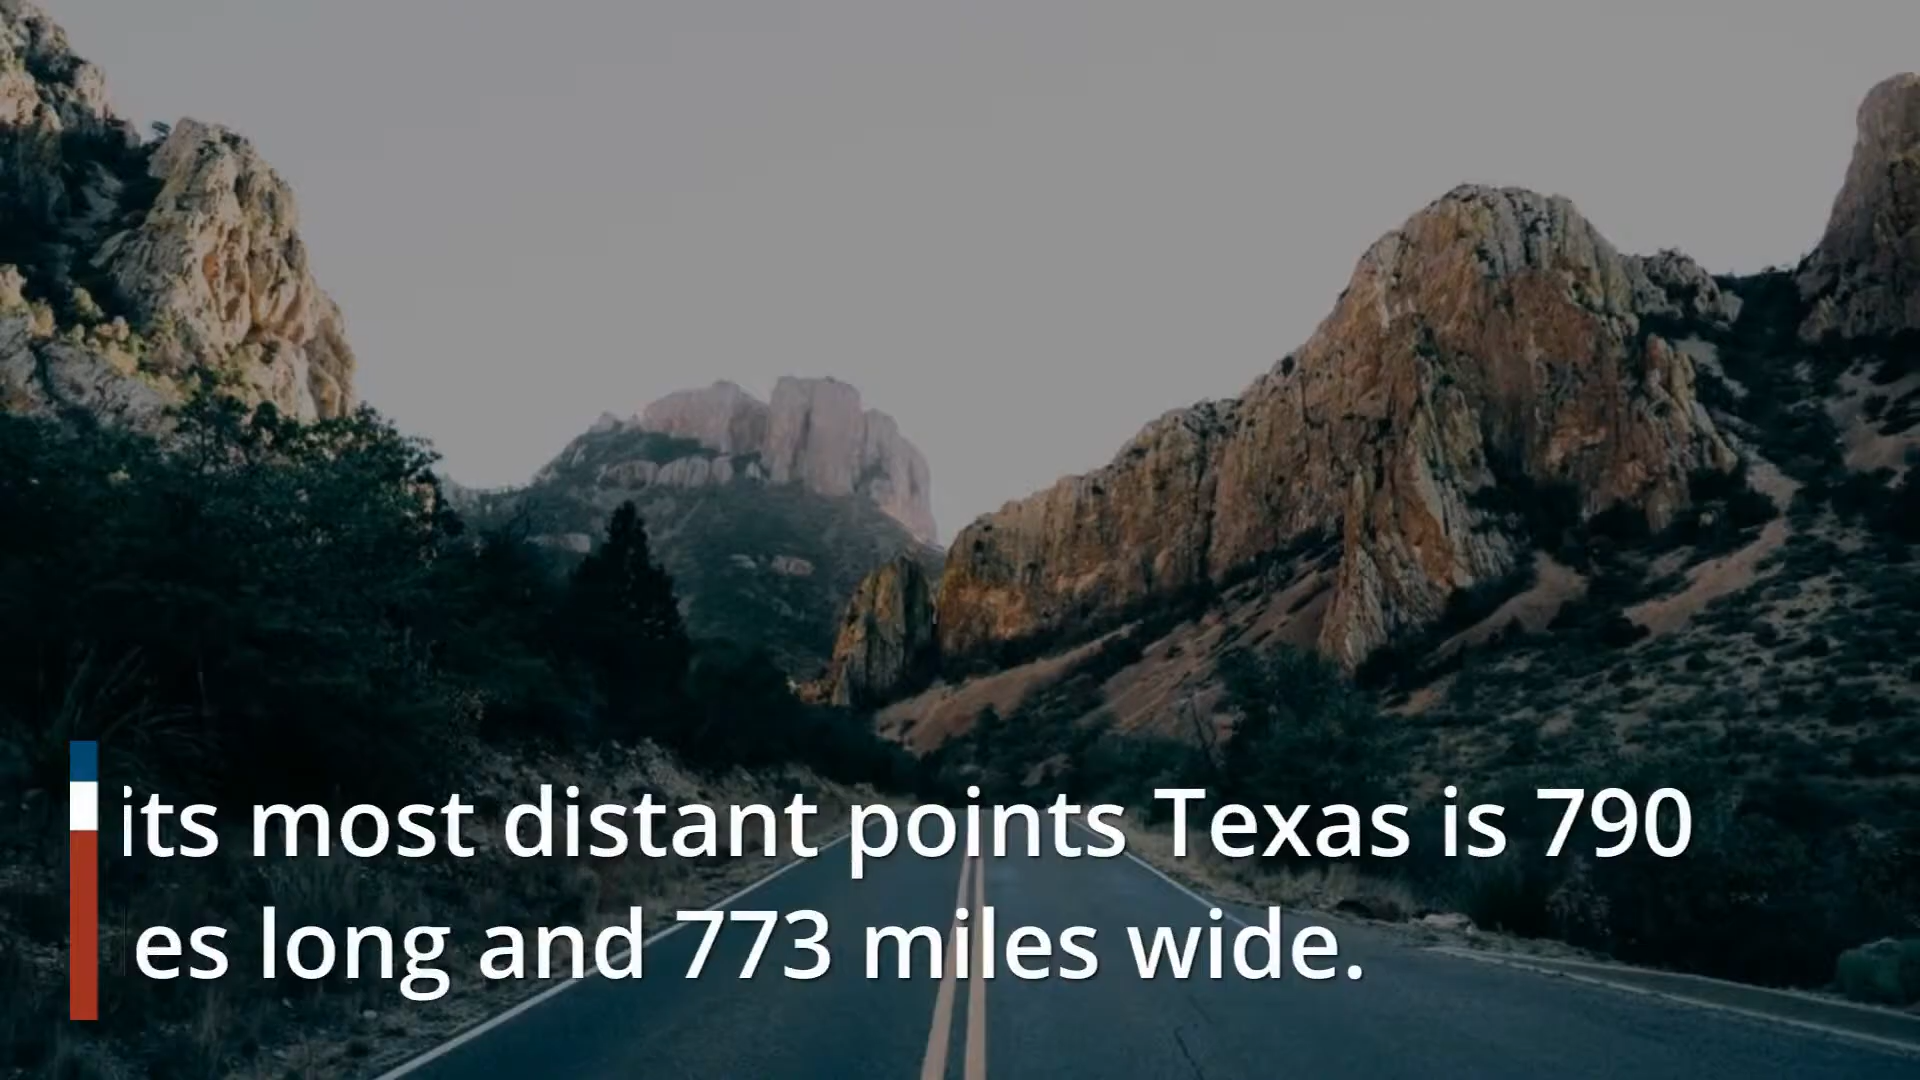 its most distant points Texas is 790
es long and 773 miles wide.